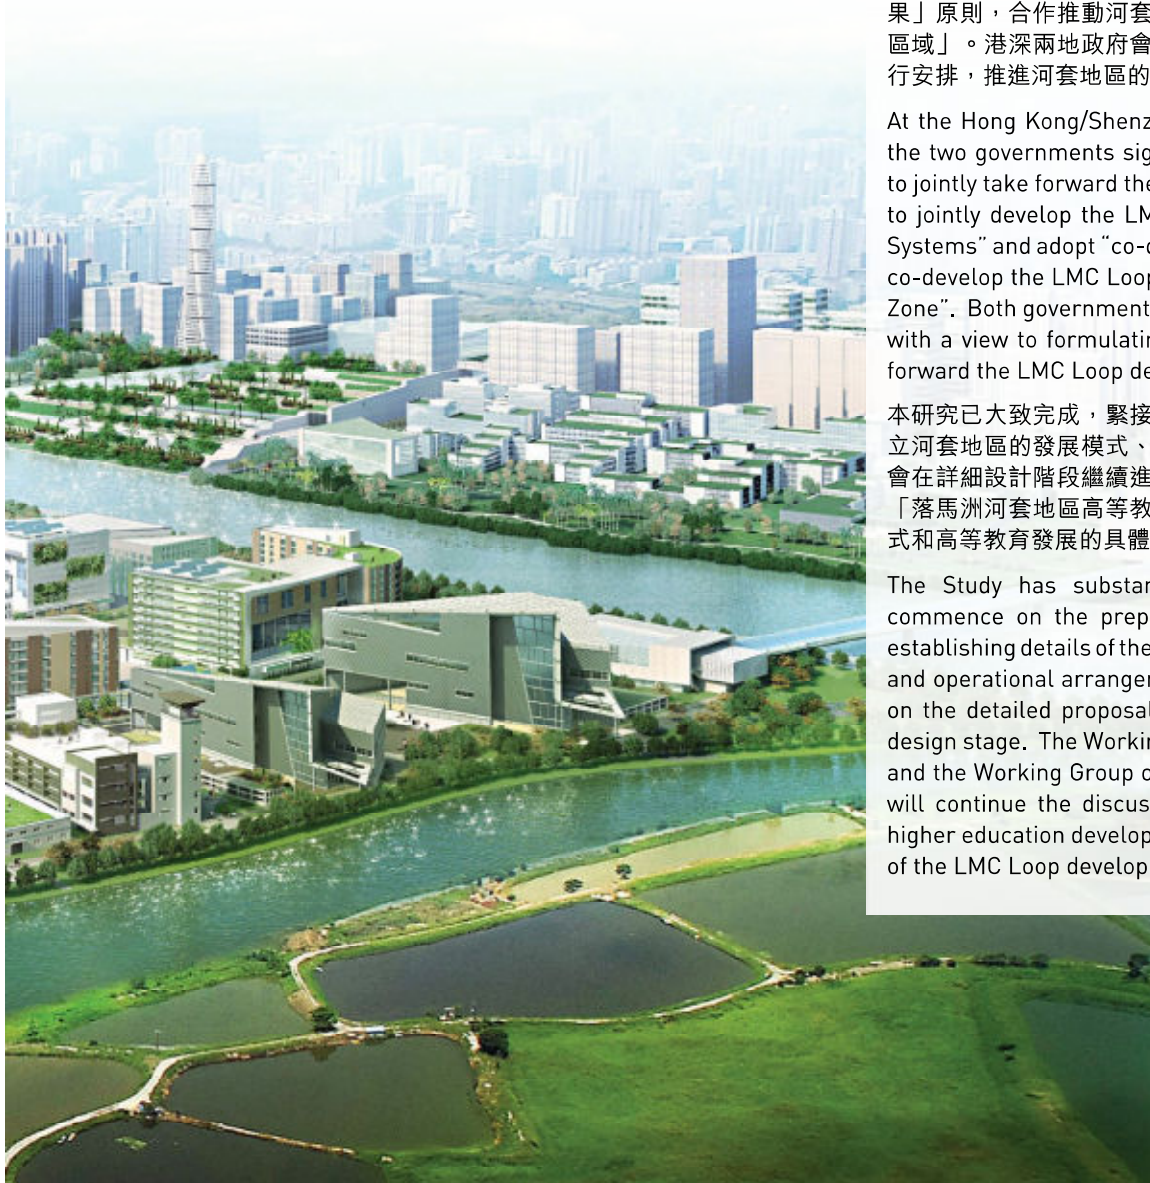 果」原則，合作推動河套
區域」。港深兩地政府會
行安排，推進河套地區的
At the Hong Kong/Shenz
the two governments sig
to jointly take forward the
to jointly develop the LM
Systems” and adopt “co-
co-develop the LMC Loop
Zone”. Both government
with a view to formulatin
forward the LMC Loop de
本研究已大致完成，緊接
立河套地區的發展模式、
會在詳細設計階段繼續進
「落馬洲河套地區高等教
式和高等教育發展的具體
The Study has substan
commence on the prep
establishing details of the
and operational arrangem
on the detailed proposal
design stage. The Workin
and the Working Group o
will continue the discus
higher education develop
of the LMC Loop develop